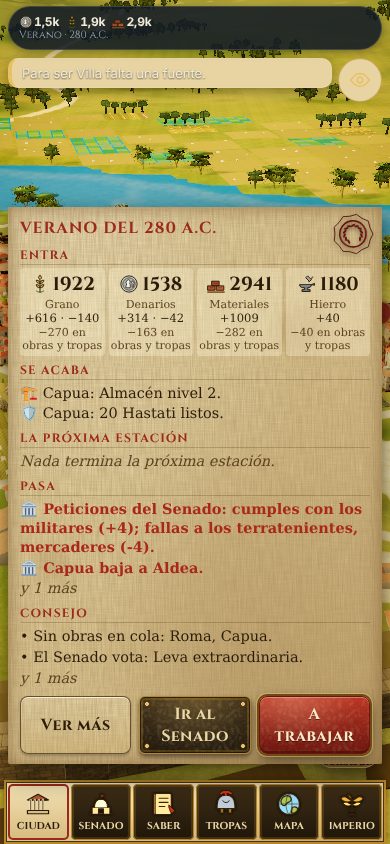 1,5k 1,9k 2,9k
Verano · 280 a.C.
Para ser Villa falta una fuente.
Verano del 280 a.C.
Entra
1922 1538 2941 1180
Grano Denarios Materiales Hierro
+616 · −140 +314 · −42 +1009 +40
−270 en −163 en −282 en −40 en obras
obras y tropas obras y tropas obras y tropas y tropas
Se acaba
Capua: Almacén nivel 2.
Capua: 20 Hastati listos.
La próxima estación
Nada termina la próxima estación.
Pasa
Peticiones del Senado: cumples con los
militares (+4); fallas a los terratenientes,
mercaderes (-4).
Capua baja a Aldea.
y 1 más
Consejo
• Sin obras en cola: Roma, Capua.
• El Senado vota: Leva extraordinaria.
y 1 más
Ver más
Ir al
Senado
A
trabajar
Ciudad Senado Saber Tropas Mapa Imperio